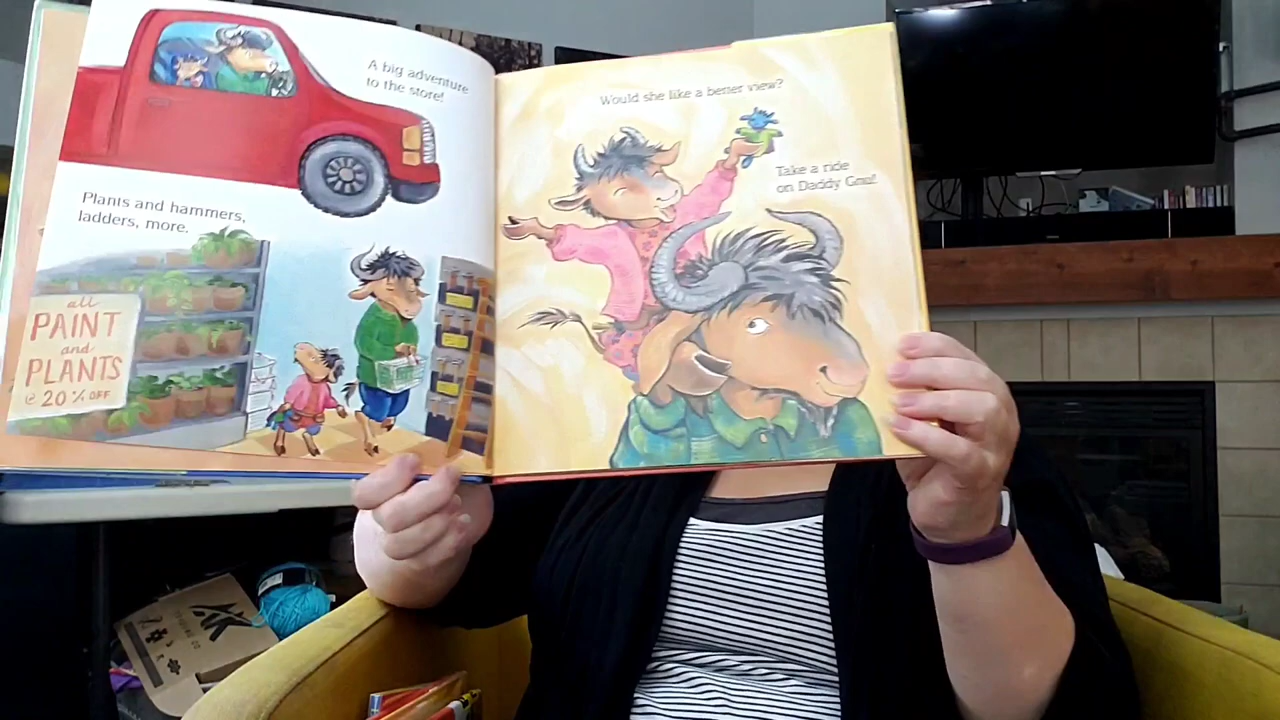 A big adventure
to the store!
Plants and hammers,
ladders, more.
all
PAINT
and
PLANTS
@ 20% OFF
Would she like a better view?
Take a ride
on Daddy Gnu!